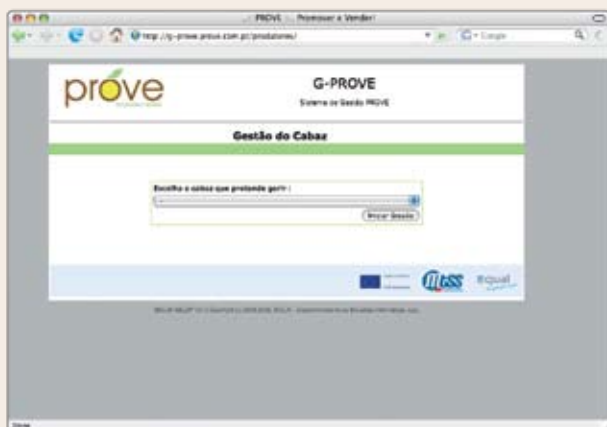 PROVE ::. Promover e Vender!
http://g-prove.prove.com.pt/produtores/
Google
prove
G-PROVE
Sistema de Gestão PROVE
Gestão do Cabaz
Escolha o cabaz que pretende gerir:
Iniciar Gestão
mtss
equal
Done